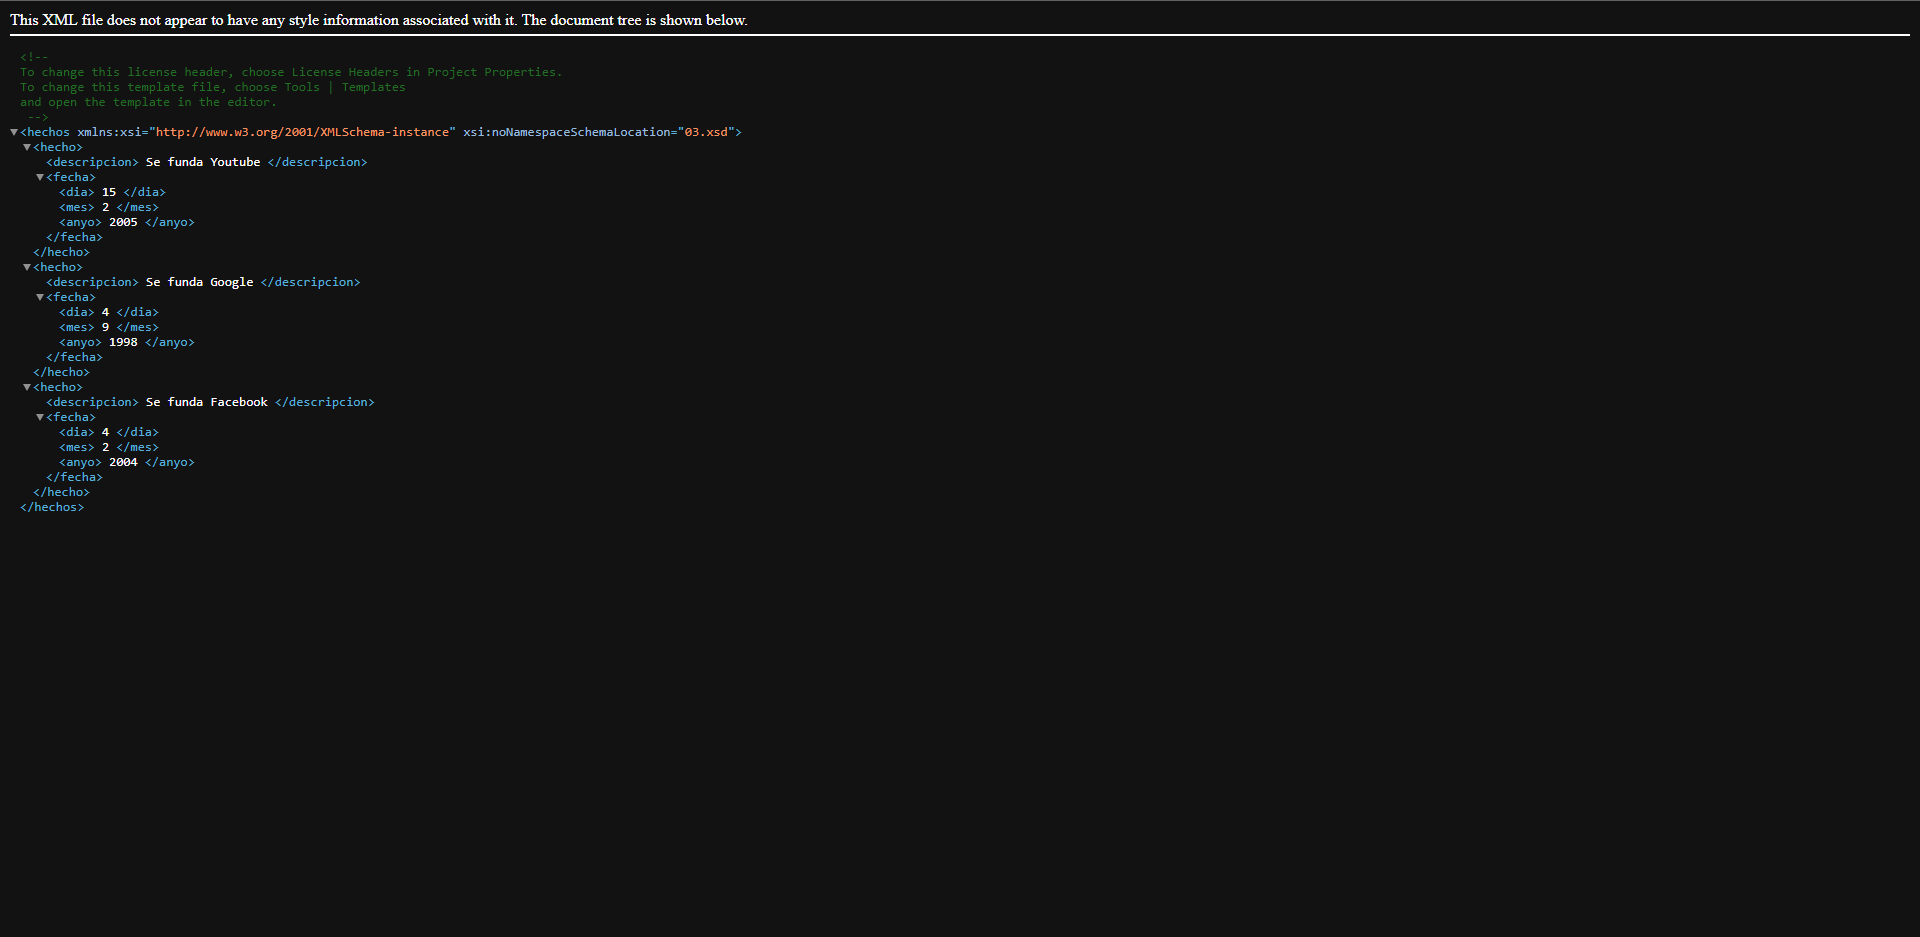 This XML file does not appear to have any style information associated with it. The document tree is shown below.
<!--
To change this license header, choose License Headers in Project Properties.
To change this template file, choose Tools | Templates
and open the template in the editor.
-->
▼<hechos xmlns:xsi="http://www.w3.org/2001/XMLSchema-instance" xsi:noNamespaceSchemaLocation="03.xsd">
▼<hecho>
<descripcion> Se funda Youtube </descripcion>
▼<fecha>
<dia> 15 </dia>
<mes> 2 </mes>
<anyo> 2005 </anyo>
</fecha>
</hecho>
▼<hecho>
<descripcion> Se funda Google </descripcion>
▼<fecha>
<dia> 4 </dia>
<mes> 9 </mes>
<anyo> 1998 </anyo>
</fecha>
</hecho>
▼<hecho>
<descripcion> Se funda Facebook </descripcion>
▼<fecha>
<dia> 4 </dia>
<mes> 2 </mes>
<anyo> 2004 </anyo>
</fecha>
</hecho>
</hechos>